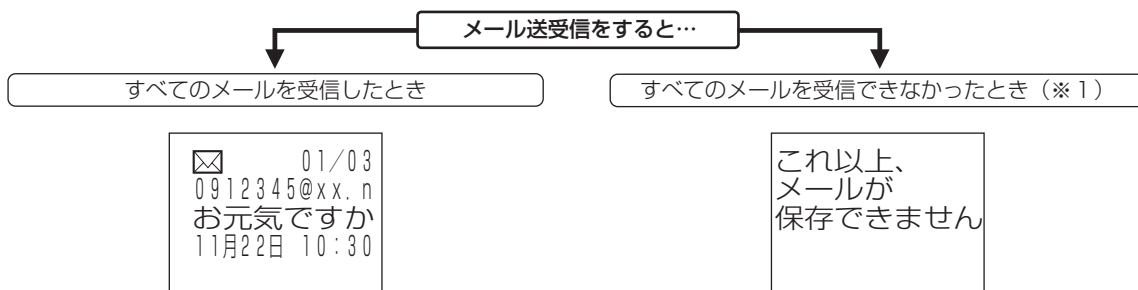 メール送受信をすると…
すべてのメールを受信したとき
すべてのメールを受信できなかったとき(※1)
01/03
0912345@xx.n
お元気ですか
11月22日 10:30
これ以上、
メールが
保存できません